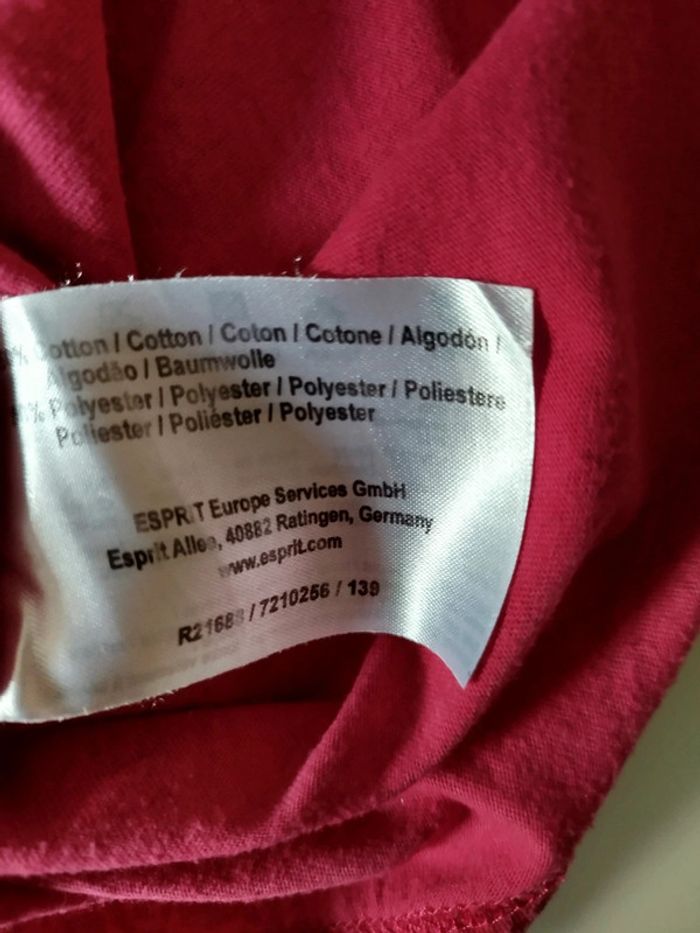 % Cotton / Cotton / Coton / Cotone / Algodón /
Algodão / Baumwolle
% Polyester / Polyester / Polyester / Poliestere
Poliester / Poliéster / Polyester
ESPRIT Europe Services GmbH
Esprit Allee, 40882 Ratingen, Germany
www.esprit.com
/ 7210256 / 139